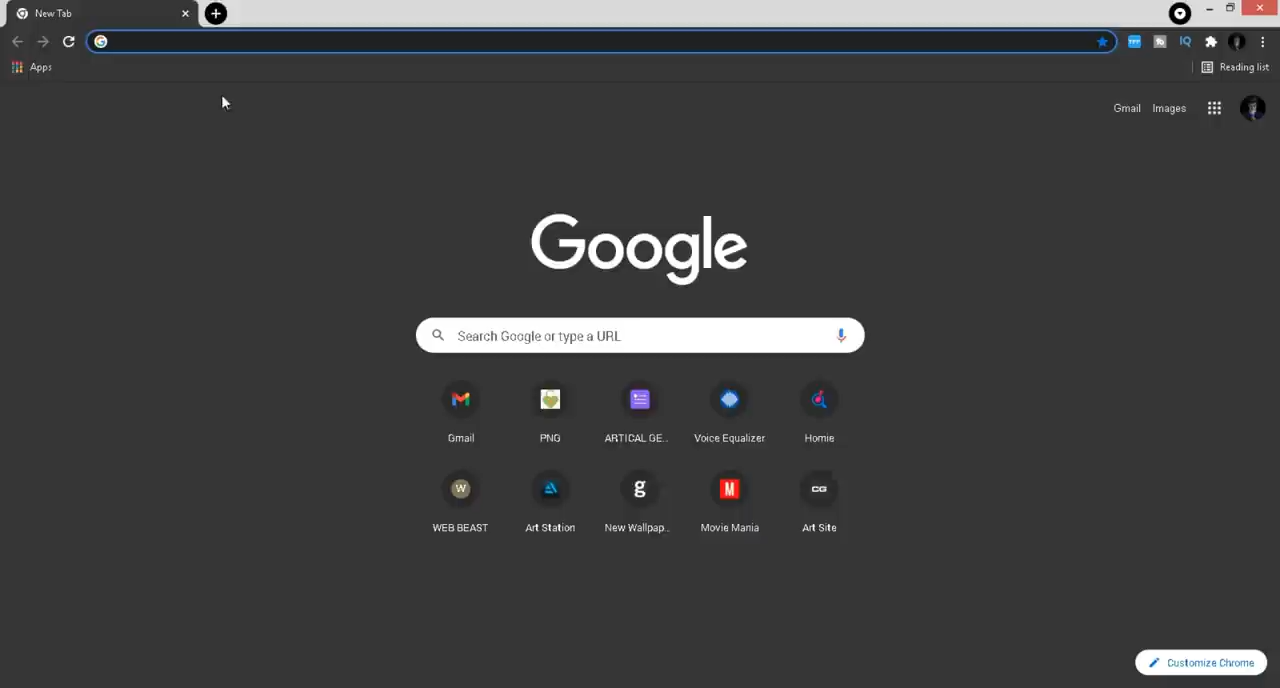 New Tab
Apps
Reading list
Gmail Images
Google
Search Google or type a URL
Gmail PNG ARTICAL GE... Voice Equalizer Homie
W g M CG
WEB BEAST Art Station New Wallpap... Movie Mania Art Site
Customize Chrome